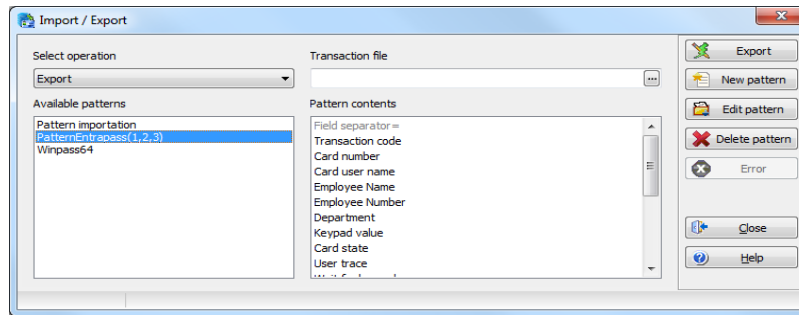 Import / Export
Select operation
Export
Available patterns
Pattern importation
PatternEntrapass(1,2,3)
Winpass64
Transaction file
...
Pattern contents
Field separator=
Transaction code
Card number
Card user name
Employee Name
Employee Number
Department
Keypad value
Card state
User trace
Export
New pattern
Edit pattern
Delete pattern
Error
Close
Help